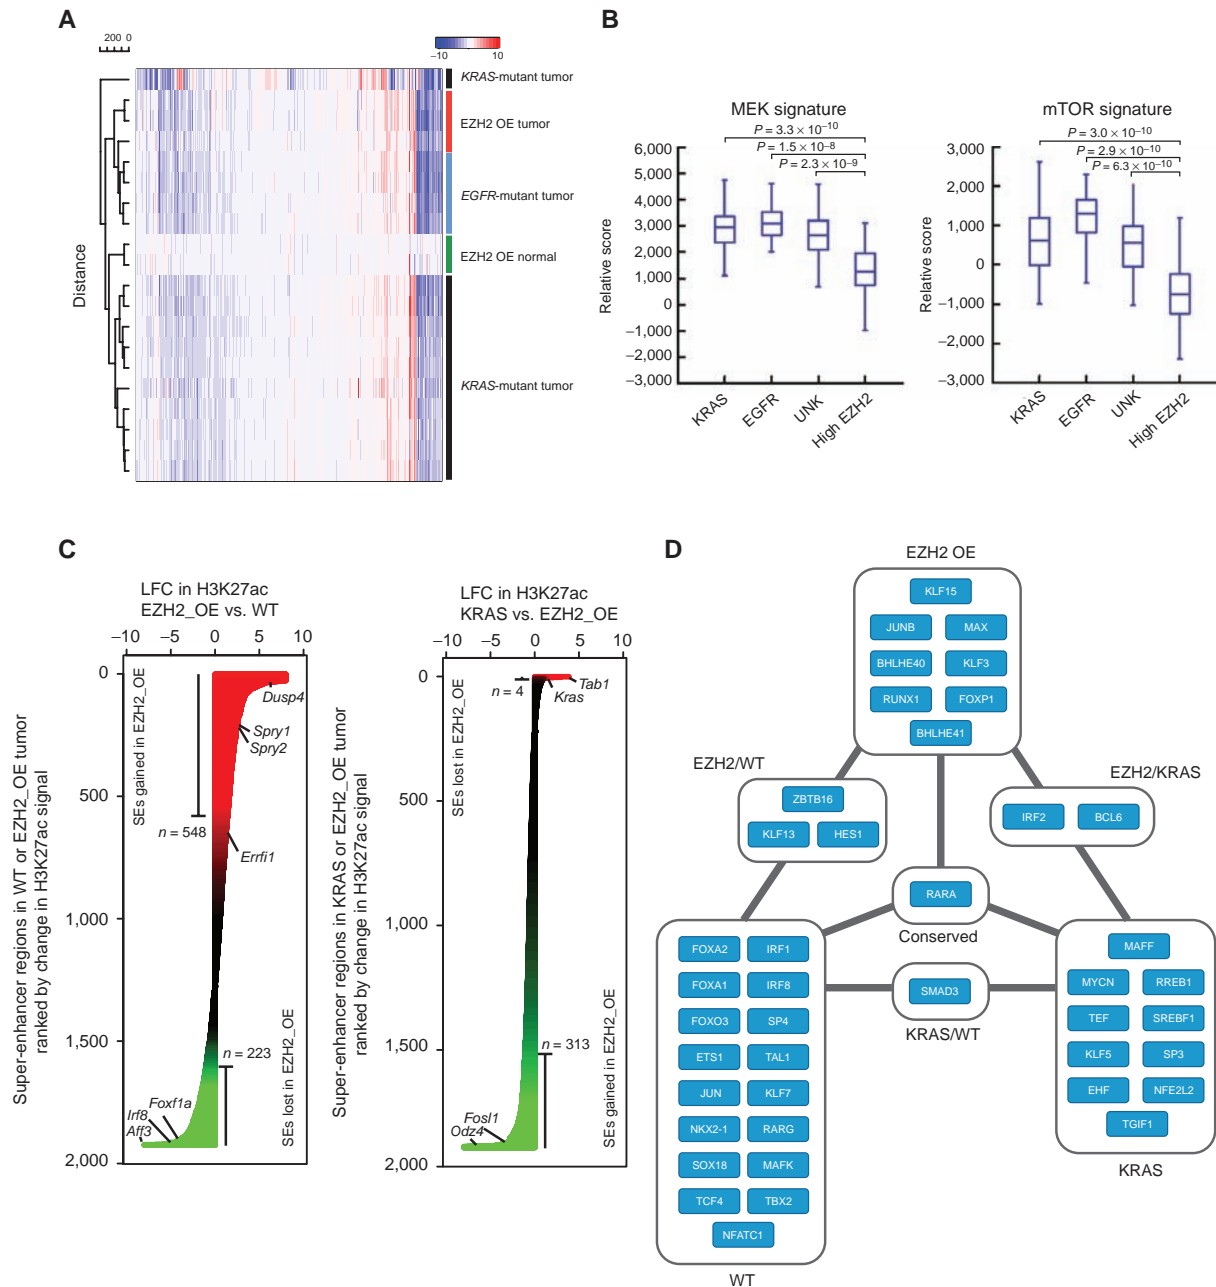 A
200 0
−10 10
Distance
KRAS-mutant tumor
EZH2 OE tumor
EGFR-mutant tumor
EZH2 OE normal
KRAS-mutant tumor
B
MEK signature
P = 3.3 × 10−10
P = 1.5 × 10−8
P = 2.3 × 10−9
Relative score
6,000
5,000
4,000
3,000
2,000
1,000
0
−1,000
−2,000
−3,000
KRAS
EGFR
UNK
High EZH2
mTOR signature
P = 3.0 × 10−10
P = 2.9 × 10−10
P = 6.3 × 10−10
Relative score
3,000
2,000
1,000
0
−1,000
−2,000
−3,000
KRAS
EGFR
UNK
High EZH2
C
LFC in H3K27ac
EZH2_OE vs. WT
−10 −5 0 5 10
Super-enhancer regions in WT or EZH2_OE tumor
ranked by change in H3K27ac signal
0
500
1,000
1,500
2,000
SEs gained in EZH2_OE
n = 548
Dusp4
Spry1
Spry2
Errfi1
n = 223
SEs lost in EZH2_OE
Foxf1a
Irf8
Aff3
LFC in H3K27ac
KRAS vs. EZH2_OE
−10 −5 0 5 10
Super-enhancer regions in KRAS or EZH2_OE tumor
ranked by change in H3K27ac signal
0
500
1,000
1,500
2,000
n = 4
Tab1
Kras
SEs lost in EZH2_OE
n = 313
SEs gained in EZH2_OE
Fosl1
Odz4
D
EZH2 OE
KLF15
JUNB MAX
BHLHE40 KLF3
RUNX1 FOXP1
BHLHE41
EZH2/WT
ZBTB16
KLF13 HES1
EZH2/KRAS
IRF2 BCL6
RARA
Conserved
SMAD3
KRAS/WT
FOXA2 IRF1
FOXA1 IRF8
FOXO3 SP4
ETS1 TAL1
JUN KLF7
NKX2-1 RARG
SOX18 MAFK
TCF4 TBX2
NFATC1
WT
MAFF
MYCN RREB1
TEF SREBF1
KLF5 SP3
EHF NFE2L2
TGIF1
KRAS